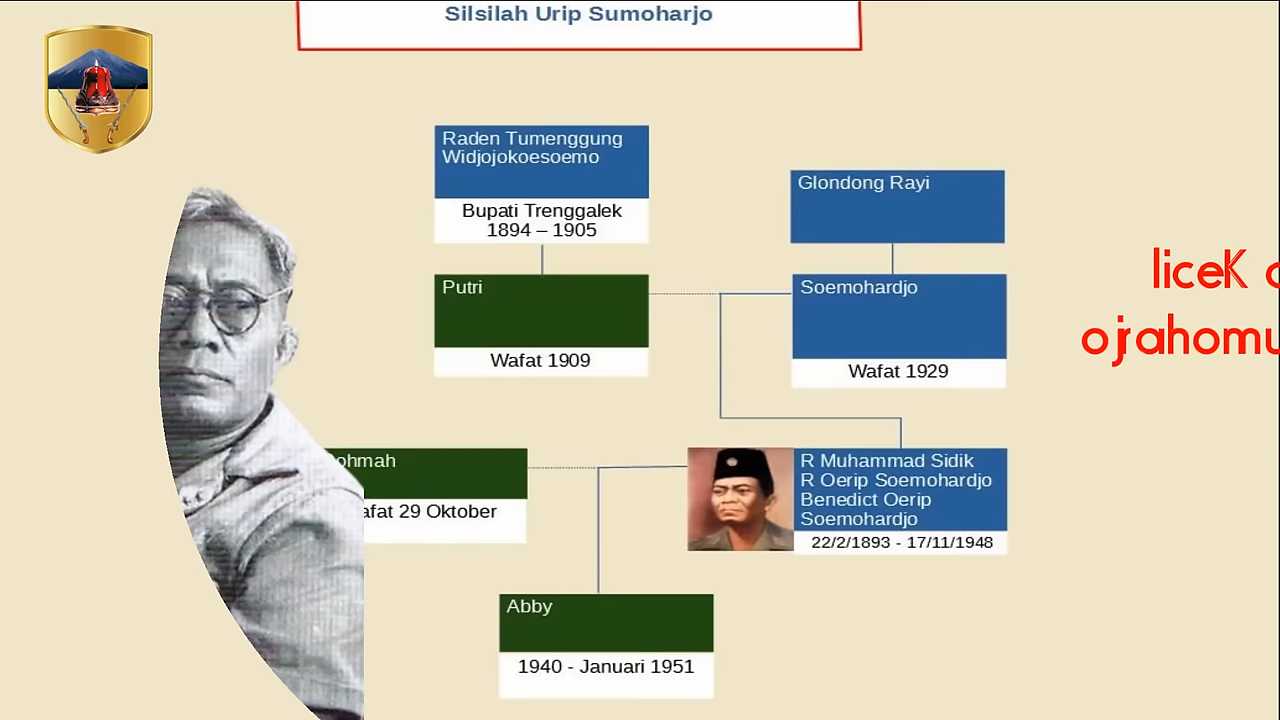 Silsilah Urip Sumoharjo
Raden Tumenggung
Widjojokoesoemo
Bupati Trenggalek
1894 – 1905
Glondong Rayi
Putri
Wafat 1909
Soemohardjo
Wafat 1929
liceK
ojrahomu
ohmah
afat 29 Oktober
R Muhammad Sidik
R Oerip Soemohardjo
Benedict Oerip
Soemohardjo
22/2/1893 - 17/11/1948
Abby
1940 - Januari 1951